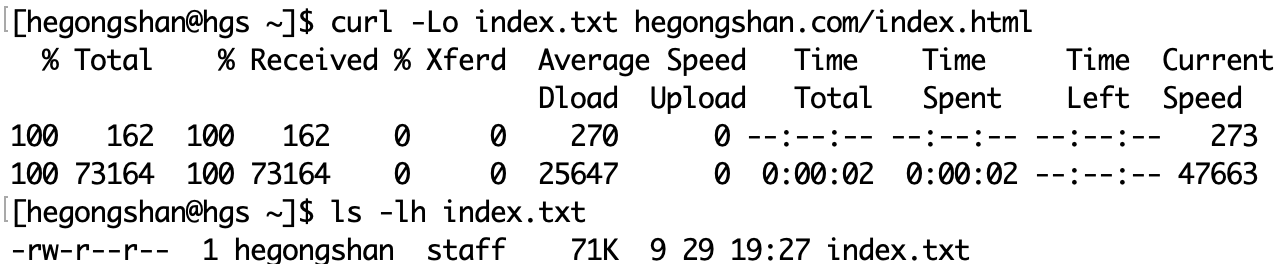 [hegongshan@hgs ~]$ curl -Lo index.txt hegongshan.com/index.html
  % Total    % Received % Xferd  Average Speed   Time    Time     Time  Current
                                 Dload  Upload   Total   Spent    Left  Speed
100   162  100   162    0     0    270      0 --:--:-- --:--:-- --:--:--   273
100 73164  100 73164    0     0  25647      0  0:00:02  0:00:02 --:--:-- 47663
[hegongshan@hgs ~]$ ls -lh index.txt
-rw-r--r--  1 hegongshan  staff    71K  9 29 19:27 index.txt